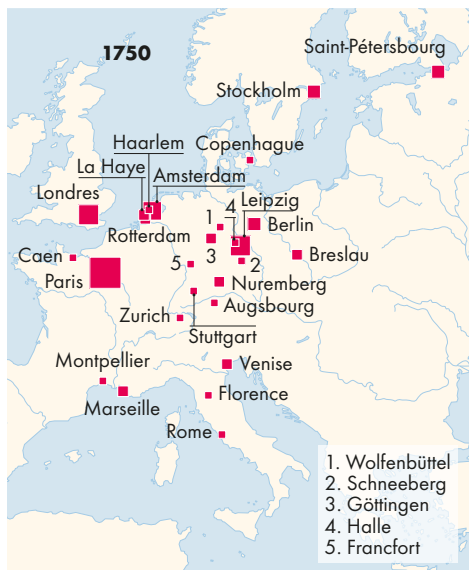 1750
Saint-Pétersbourg
Stockholm
Haarlem
Copenhague
La Haye
Amsterdam
Londres
4
Leipzig
1
Berlin
Rotterdam
3
Caen
5
2
Breslau
Paris
Nuremberg
Augsbourg
Zurich
Stuttgart
Montpellier
Venise
Marseille
Florence
Rome
1. Wolfenbüttel
2. Schneeberg
3. Göttingen
4. Halle
5. Francfort